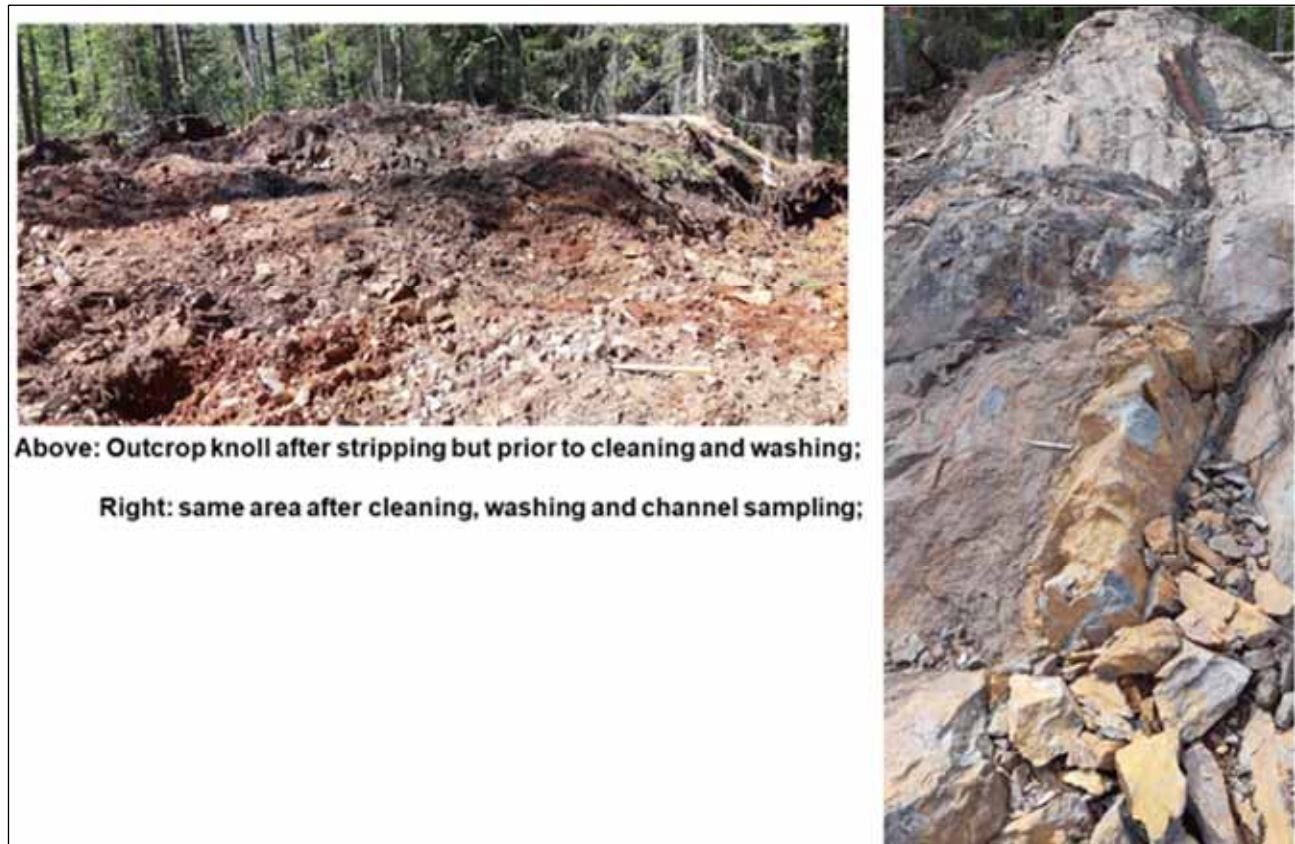 Above: Outcrop knoll after stripping but prior to cleaning and washing;
Right: same area after cleaning, washing and channel sampling;